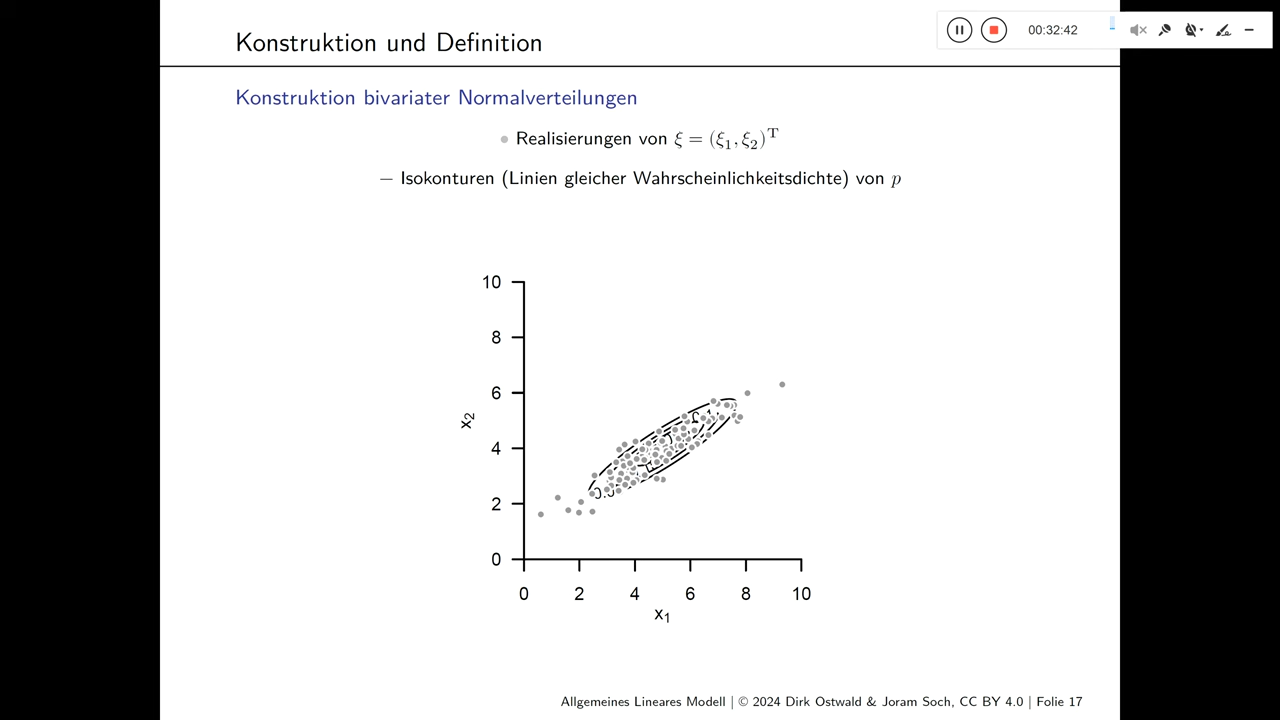 Konstruktion und Definition
00:32:42
Konstruktion bivariater Normalverteilungen
Realisierungen von ξ = (ξ₁, ξ₂)ᵀ
− Isokonturen (Linien gleicher Wahrscheinlichkeitsdichte) von p
10
8
6
4
2
0
x₂
0 2 4 6 8 10
x₁
Allgemeines Lineares Modell | © 2024 Dirk Ostwald & Joram Soch, CC BY 4.0 | Folie 17